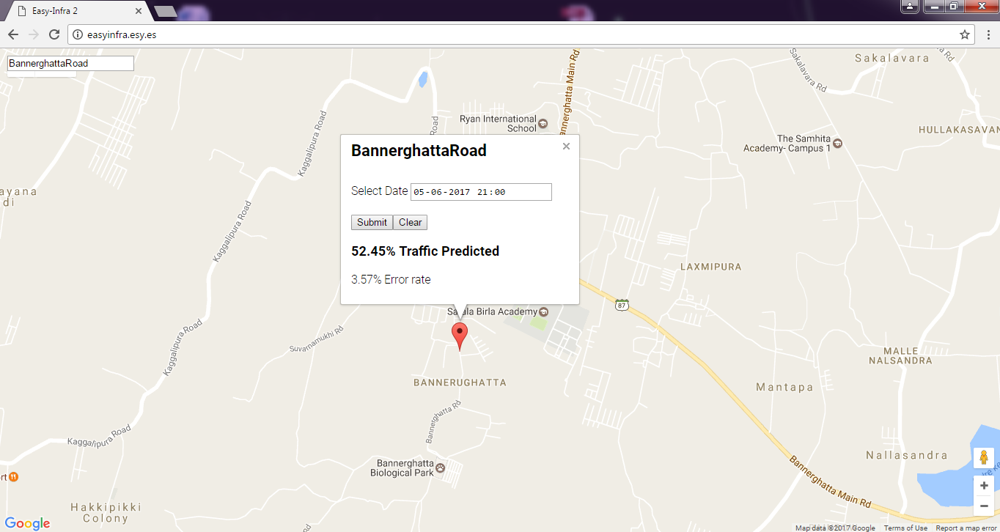 Easy-Infra 2
easyinfra.esy.es
BannerghattaRoad
Sakalavara
Sakalavara Rd
Rd
Bannerghatta Main Rd
Kaggalipura Road
Road
Ryan International
School
HULLAKASAVAN
The Samhita
Academy- Campus 1
BannerghattaRoad
Select Date 05-06-2017 21:00
Submit Clear
52.45% Traffic Predicted
3.57% Error rate
ayana
di
Kaggalipura Road
LAXMIPURA
87
Sarala Birla Academy
Kaggalipura Road
Suvarnamukhi Rd
MALLE
NALSANDRA
BANNERUGHATTA
Mantapa
Bannerghatta Rd
Kaggalipura Road
Nallasandra
Bannerghatta
Biological Park
Bannerghatta Main Rd
rt
Hakkipikki
Colony
Google
Map data ©2017 Google Terms of Use Report a map error